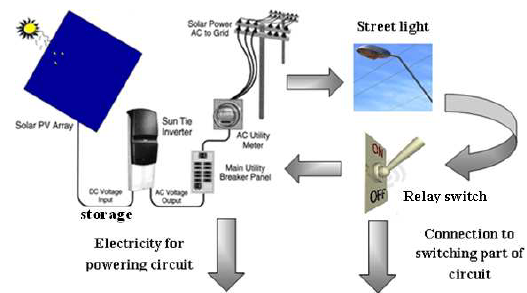 Solar Power
AC to Grid
Street light
Solar PV Array
Sun Tie
Inverter
AC Utility
Meter
Main Utility
Breaker Panel
DC Voltage
Input
AC Voltage
Output
storage
ON
OFF
Relay switch
Electricity for
powering circuit
Connection to
switching part of
circuit